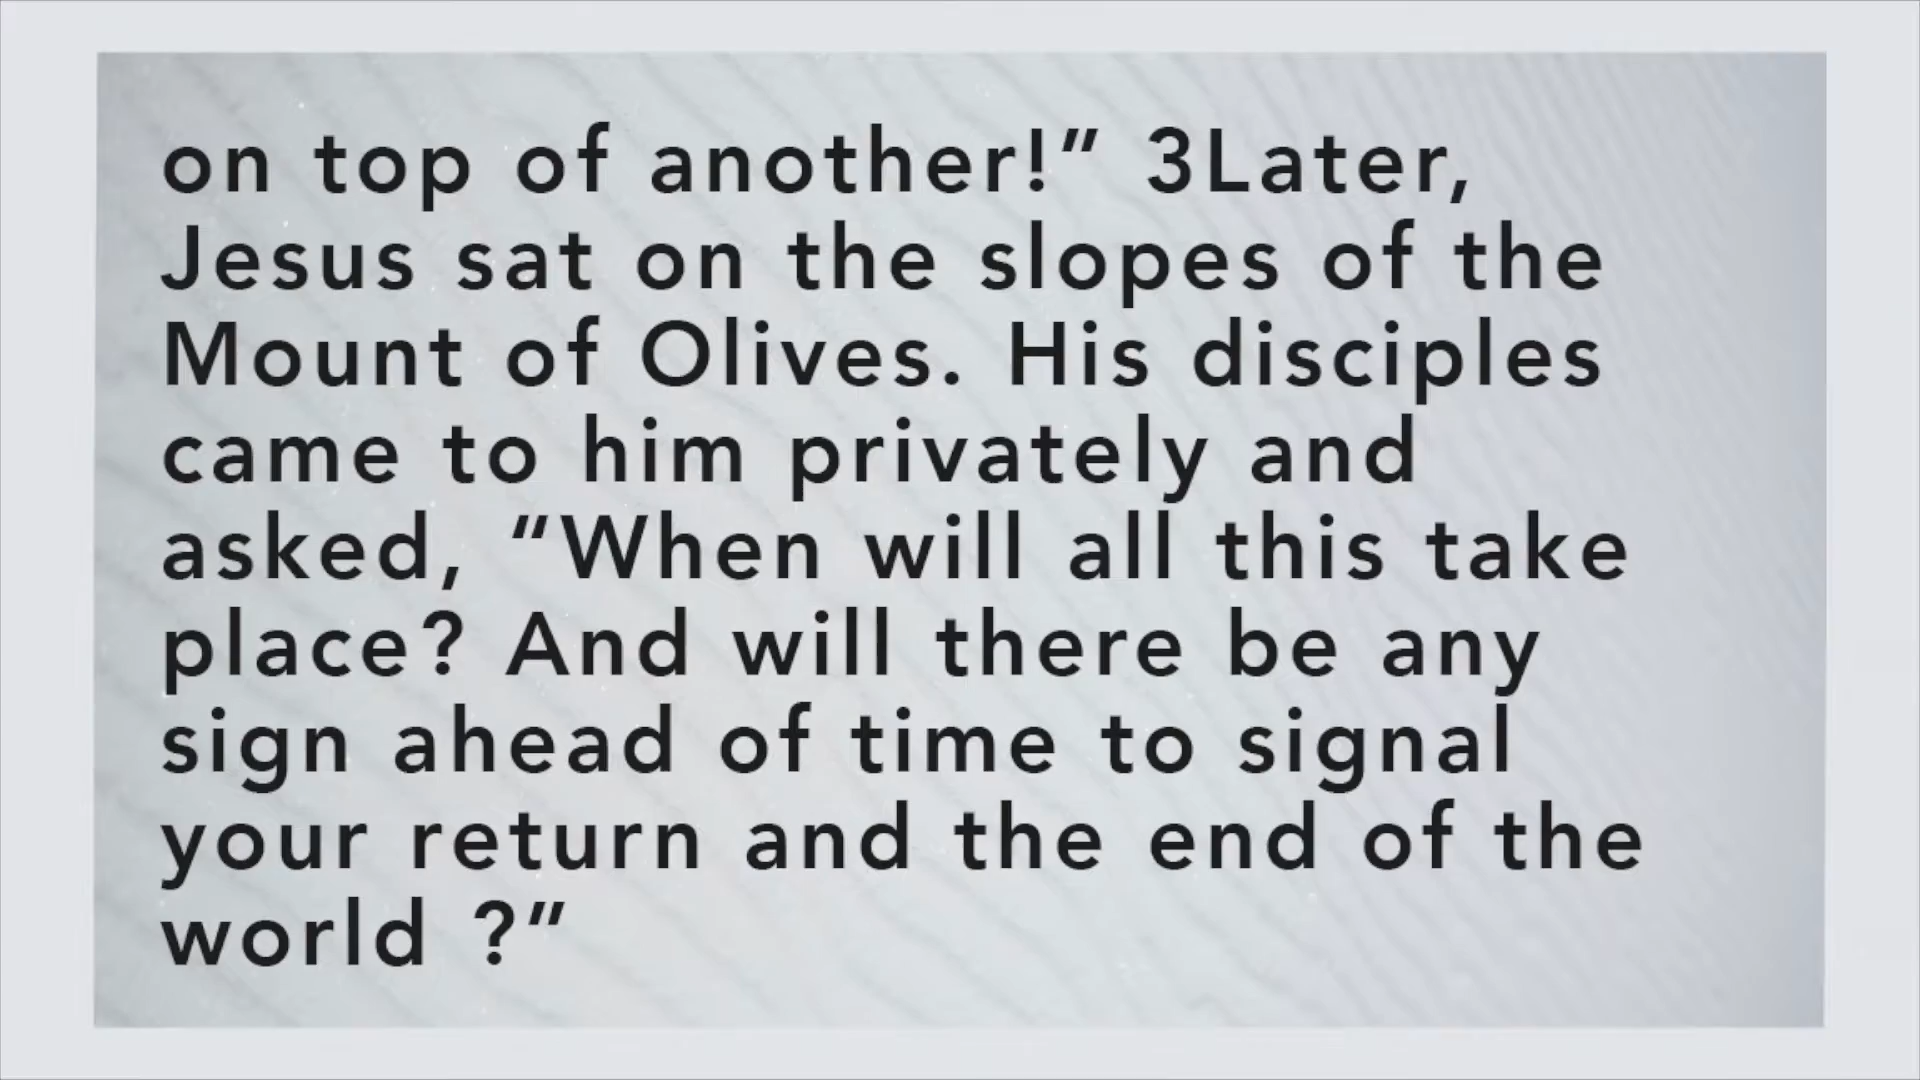 on top of another!” 3Later,
Jesus sat on the slopes of the
Mount of Olives. His disciples
came to him privately and
asked, “When will all this take
place? And will there be any
sign ahead of time to signal
your return and the end of the
world ?”